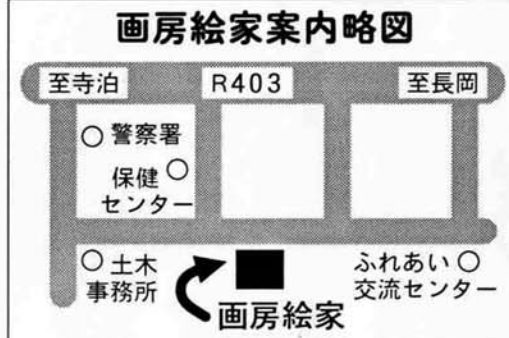 画房絵家案内略図
至寺泊
R403
至長岡
警察署
保健
センター
土木
事務所
ふれあい
交流センター
画房絵家